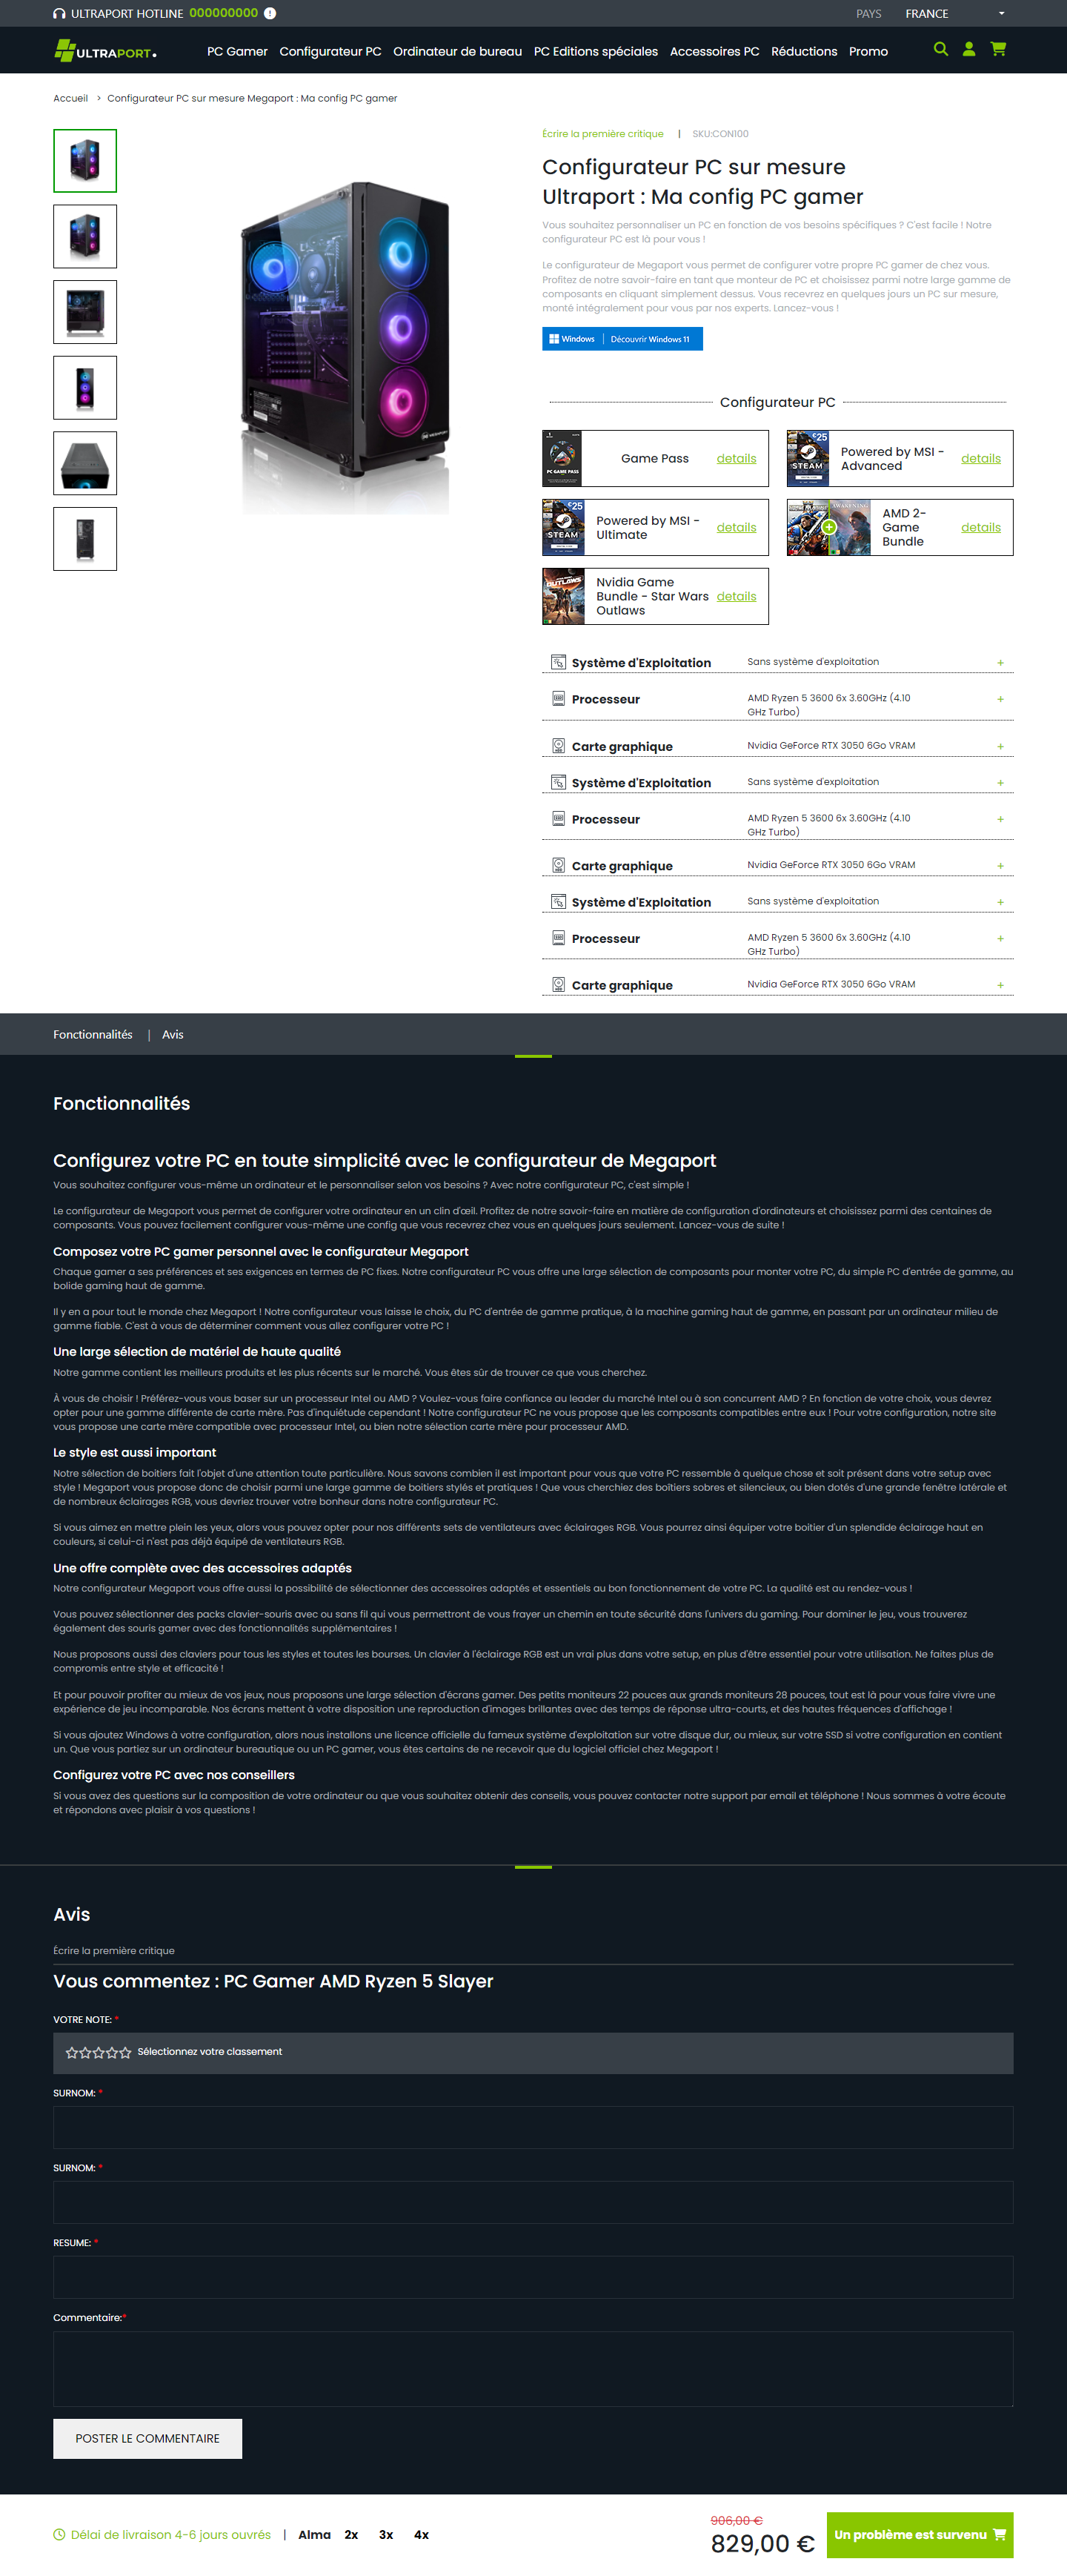 ULTRAPORT HOTLINE 000000000
PAYS FRANCE
ULTRAPORT.
PC Gamer Configurateur PC Ordinateur de bureau PC Editions spéciales Accessoires PC Réductions Promo
Accueil > Configurateur PC sur mesure Megaport : Ma config PC gamer
Écrire la première critique | SKU:CON100
Configurateur PC sur mesure
Ultraport : Ma config PC gamer
Vous souhaitez personnaliser un PC en fonction de vos besoins spécifiques ? C'est facile ! Notre
configurateur PC est là pour vous !
Le configurateur de Megaport vous permet de configurer votre propre PC gamer de chez vous.
Profitez de notre savoir-faire en tant que monteur de PC et choisissez parmi notre large gamme de
composants en cliquant simplement dessus. Vous recevrez en quelques jours un PC sur mesure,
monté intégralement pour vous par nos experts. Lancez-vous !
Windows | Découvrir Windows 11
Configurateur PC
PC GAME PASS
Game Pass details
£25
STEAM
Powered by MSI -
Advanced
details
£25
STEAM
Powered by MSI -
Ultimate
details
AWAKENING
AMD 2-
Game
Bundle
details
OUTLAWS
Nvidia Game
Bundle - Star Wars
Outlaws
details
Système d'Exploitation Sans système d'exploitation +
Processeur AMD Ryzen 5 3600 6x 3.60GHz (4.10
GHz Turbo) +
Carte graphique Nvidia GeForce RTX 3050 6Go VRAM +
Système d'Exploitation Sans système d'exploitation +
Processeur AMD Ryzen 5 3600 6x 3.60GHz (4.10
GHz Turbo) +
Carte graphique Nvidia GeForce RTX 3050 6Go VRAM +
Système d'Exploitation Sans système d'exploitation +
Processeur AMD Ryzen 5 3600 6x 3.60GHz (4.10
GHz Turbo) +
Carte graphique Nvidia GeForce RTX 3050 6Go VRAM +
Fonctionnalités | Avis
Fonctionnalités
Configurez votre PC en toute simplicité avec le configurateur de Megaport
Vous souhaitez configurer vous-même un ordinateur et le personnaliser selon vos besoins ? Avec notre configurateur PC, c'est simple !
Le configurateur de Megaport vous permet de configurer votre ordinateur en un clin d'œil. Profitez de notre savoir-faire en matière de configuration d'ordinateurs et choisissez parmi des centaines de
composants. Vous pouvez facilement configurer vous-même une config que vous recevrez chez vous en quelques jours seulement. Lancez-vous de suite !
Composez votre PC gamer personnel avec le configurateur Megaport
Chaque gamer a ses préférences et ses exigences en termes de PC fixes. Notre configurateur PC vous offre une large sélection de composants pour monter votre PC, du simple PC d'entrée de gamme, au
bolide gaming haut de gamme.
Il y en a pour tout le monde chez Megaport ! Notre configurateur vous laisse le choix, du PC d'entrée de gamme pratique, à la machine gaming haut de gamme, en passant par un ordinateur milieu de
gamme fiable. C'est à vous de déterminer comment vous allez configurer votre PC !
Une large sélection de matériel de haute qualité
Notre gamme contient les meilleurs produits et les plus récents sur le marché. Vous êtes sûr de trouver ce que vous cherchez.
À vous de choisir ! Préférez-vous vous baser sur un processeur Intel ou AMD ? Voulez-vous faire confiance au leader du marché Intel ou à son concurrent AMD ? En fonction de votre choix, vous devrez
opter pour une gamme différente de carte mère. Pas d'inquiétude cependant ! Notre configurateur PC ne vous propose que les composants compatibles entre eux ! Pour votre configuration, notre site
vous propose une carte mère compatible avec processeur Intel, ou bien notre sélection carte mère pour processeur AMD.
Le style est aussi important
Notre sélection de boitiers fait l'objet d'une attention toute particulière. Nous savons combien il est important pour vous que votre PC ressemble à quelque chose et soit présent dans votre setup avec
style ! Megaport vous propose donc de choisir parmi une large gamme de boitiers stylés et pratiques ! Que vous cherchiez des boîtiers sobres et silencieux, ou bien dotés d'une grande fenêtre latérale et
de nombreux éclairages RGB, vous devriez trouver votre bonheur dans notre configurateur PC.
Si vous aimez en mettre plein les yeux, alors vous pouvez opter pour nos différents sets de ventilateurs avec éclairages RGB. Vous pourrez ainsi équiper votre boitier d'un splendide éclairage haut en
couleurs, si celui-ci n'est pas déjà équipé de ventilateurs RGB.
Une offre complète avec des accessoires adaptés
Notre configurateur Megaport vous offre aussi la possibilité de sélectionner des accessoires adaptés et essentiels au bon fonctionnement de votre PC. La qualité est au rendez-vous !
Vous pouvez sélectionner des packs clavier-souris avec ou sans fil qui vous permettront de vous frayer un chemin en toute sécurité dans l'univers du gaming. Pour dominer le jeu, vous trouverez
également des souris gamer avec des fonctionnalités supplémentaires !
Nous proposons aussi des claviers pour tous les styles et toutes les bourses. Un clavier à l'éclairage RGB est un vrai plus dans votre setup, en plus d'être essentiel pour votre utilisation. Ne faites plus de
compromis entre style et efficacité !
Et pour pouvoir profiter au mieux de vos jeux, nous proposons une large sélection d'écrans gamer. Des petits moniteurs 22 pouces aux grands moniteurs 28 pouces, tout est là pour vous faire vivre une
expérience de jeu incomparable. Nos écrans mettent à votre disposition une reproduction d'images brillantes avec des temps de réponse ultra-courts, et des hautes fréquences d'affichage !
Si vous ajoutez Windows à votre configuration, alors nous installons une licence officielle du fameux système d'exploitation sur votre disque dur, ou mieux, sur votre SSD si votre configuration en contient
un. Que vous partiez sur un ordinateur bureautique ou un PC gamer, vous êtes certains de ne recevoir que du logiciel officiel chez Megaport !
Configurez votre PC avec nos conseillers
Si vous avez des questions sur la composition de votre ordinateur ou que vous souhaitez obtenir des conseils, vous pouvez contacter notre support par email et téléphone ! Nous sommes à votre écoute
et répondons avec plaisir à vos questions !
Avis
Écrire la première critique
Vous commentez : PC Gamer AMD Ryzen 5 Slayer
VOTRE NOTE: *
Sélectionnez votre classement
SURNOM: *
SURNOM: *
RESUME: *
Commentaire:*
POSTER LE COMMENTAIRE
Délai de livraison 4-6 jours ouvrés | Alma 2x 3x 4x
906,00 €
829,00 €
Un problème est survenu